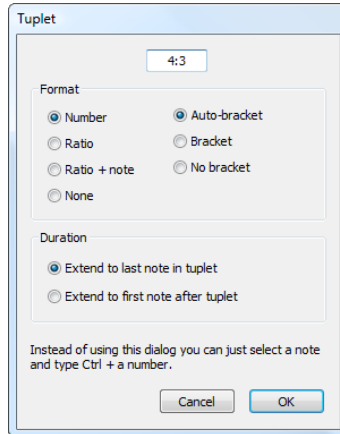 Tuplet
4:3
Format
Number
Auto-bracket
Ratio
Bracket
Ratio + note
No bracket
None
Duration
Extend to last note in tuplet
Extend to first note after tuplet
Instead of using this dialog you can just select a note
and type Ctrl + a number.
Cancel
OK